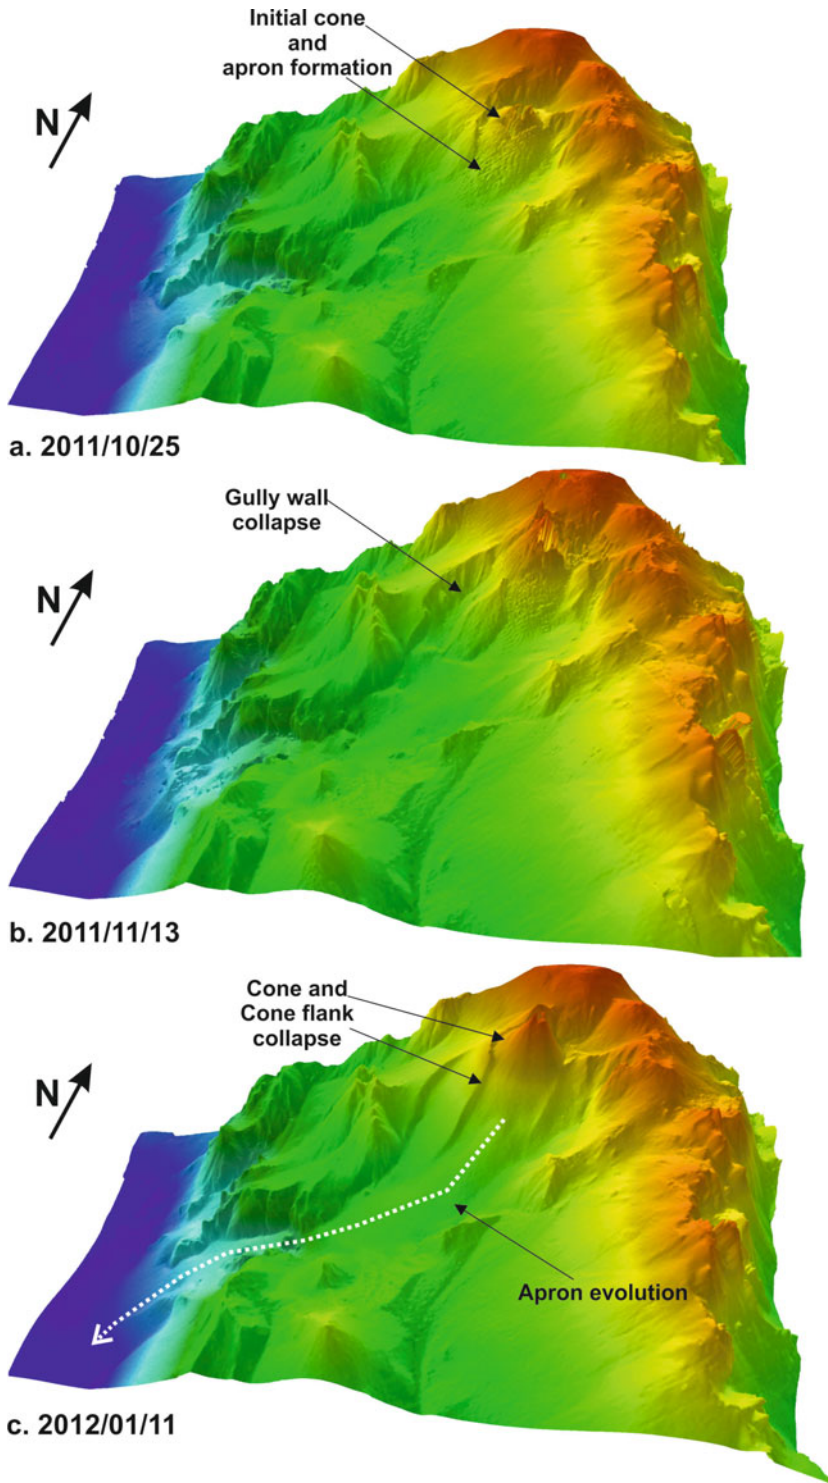 Initial cone
and
apron formation
N
a. 2011/10/25
Gully wall
collapse
N
b. 2011/11/13
Cone and
Cone flank
collapse
N
Apron evolution
c. 2012/01/11